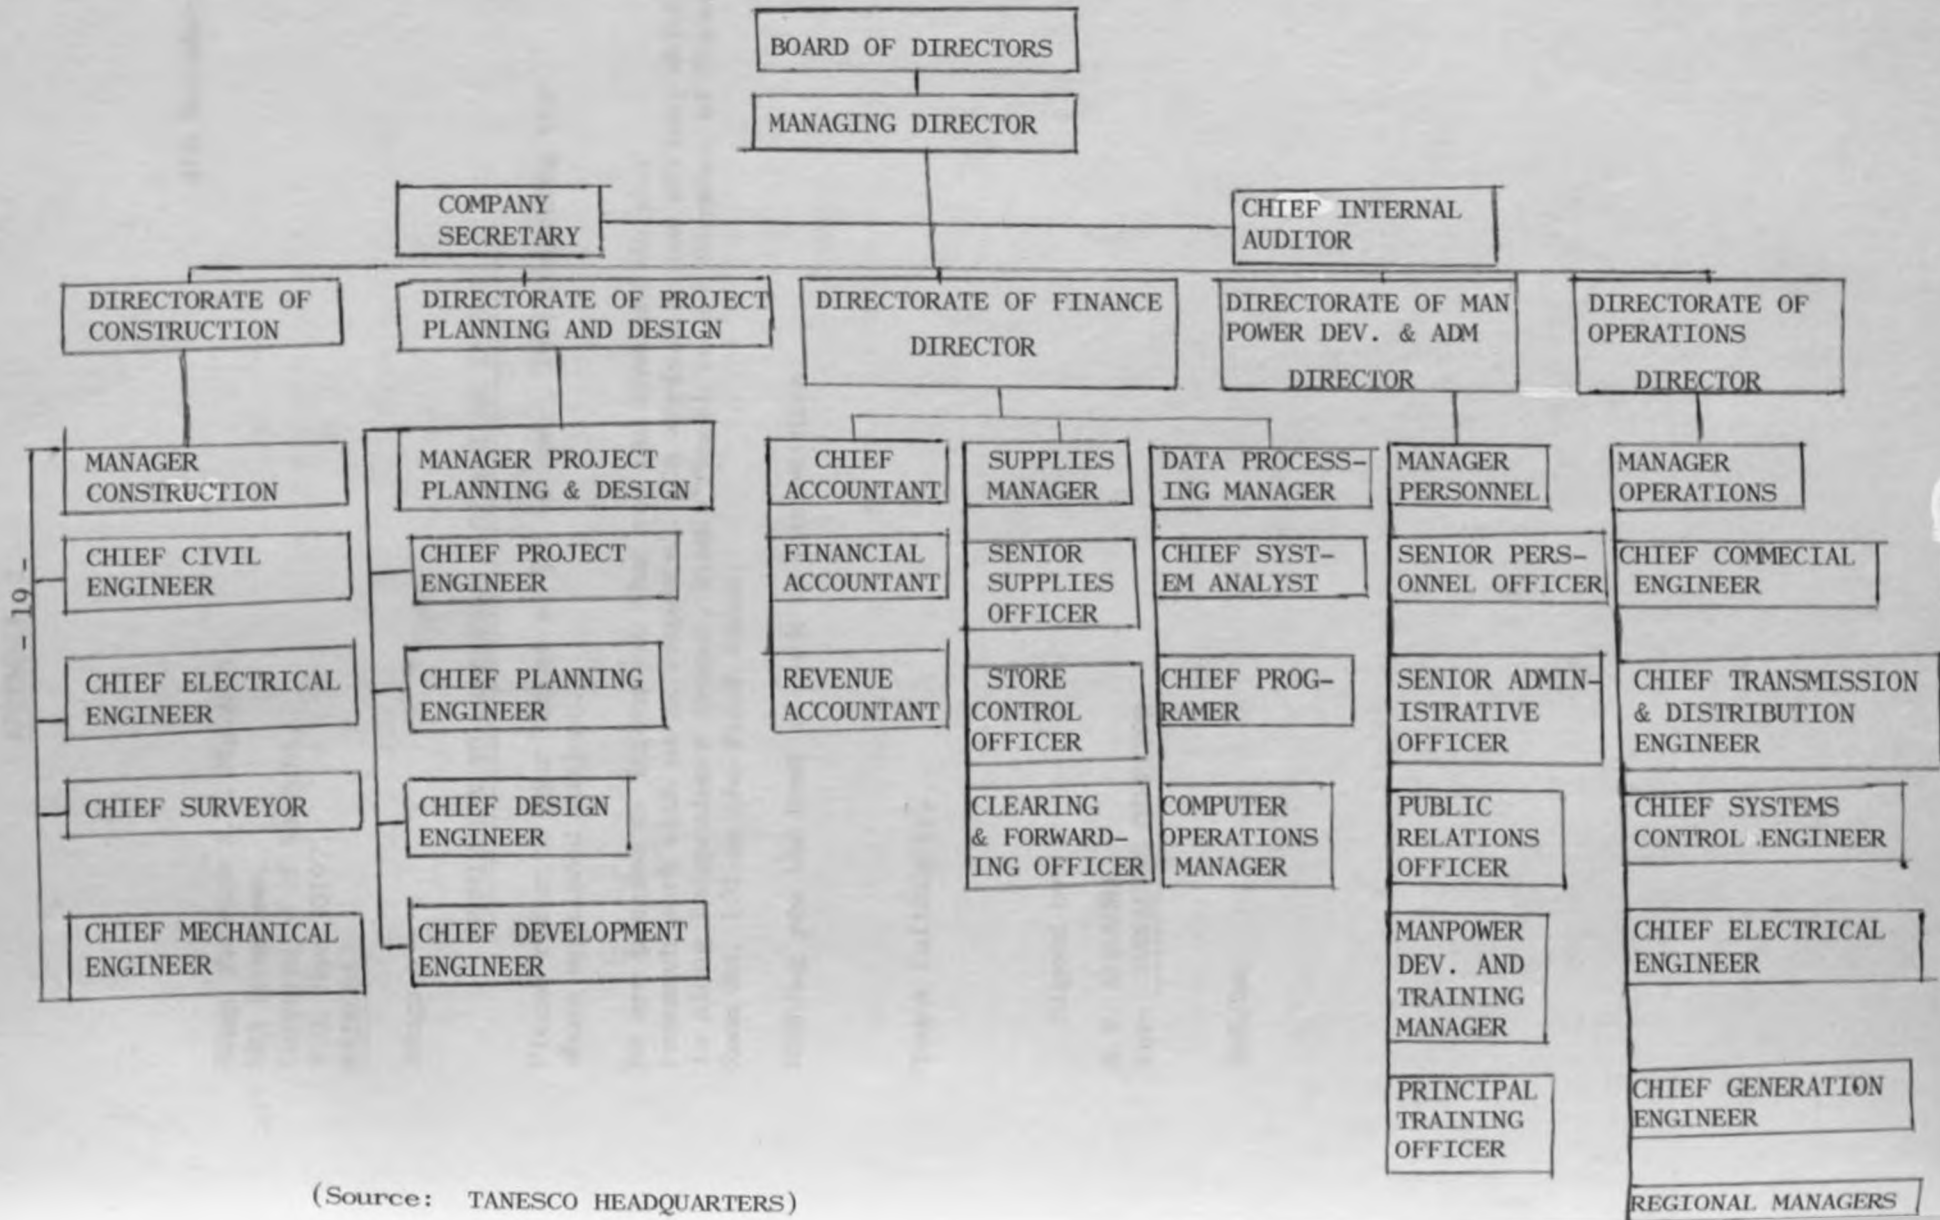 BOARD OF DIRECTORS
MANAGING DIRECTOR
COMPANY
SECRETARY
CHIEF INTERNAL
AUDITOR
DIRECTORATE OF
CONSTRUCTION
DIRECTORATE OF PROJECT
PLANNING AND DESIGN
DIRECTORATE OF FINANCE
DIRECTOR
DIRECTORATE OF MAN
POWER DEV. & ADM
DIRECTOR
DIRECTORATE OF
OPERATIONS
DIRECTOR
MANAGER
CONSTRUCTION
CHIEF CIVIL
ENGINEER
CHIEF ELECTRICAL
ENGINEER
CHIEF SURVEYOR
CHIEF MECHANICAL
ENGINEER
MANAGER PROJECT
PLANNING & DESIGN
CHIEF PROJECT
ENGINEER
CHIEF PLANNING
ENGINEER
CHIEF DESIGN
ENGINEER
CHIEF DEVELOPMENT
ENGINEER
CHIEF
ACCOUNTANT
FINANCIAL
ACCOUNTANT
REVENUE
ACCOUNTANT
SUPPLIES
MANAGER
SENIOR
SUPPLIES
OFFICER
STORE
CONTROL
OFFICER
CLEARING
& FORWARD-
ING OFFICER
DATA PROCESS-
ING MANAGER
CHIEF SYST-
EM ANALYST
CHIEF PROG-
RAMER
COMPUTER
OPERATIONS
MANAGER
MANAGER
PERSONNEL
SENIOR PERS-
ONNEL OFFICER
SENIOR ADMIN-
ISTRATIVE
OFFICER
PUBLIC
RELATIONS
OFFICER
MANPOWER
DEV. AND
TRAINING
MANAGER
PRINCIPAL
TRAINING
OFFICER
MANAGER
OPERATIONS
CHIEF COMMECIAL
ENGINEER
CHIEF TRANSMISSION
& DISTRIBUTION
ENGINEER
CHIEF SYSTEMS
CONTROL ENGINEER
CHIEF ELECTRICAL
ENGINEER
CHIEF GENERATION
ENGINEER
REGIONAL MANAGERS
- 19 -
(Source: TANESCO HEADQUARTERS)